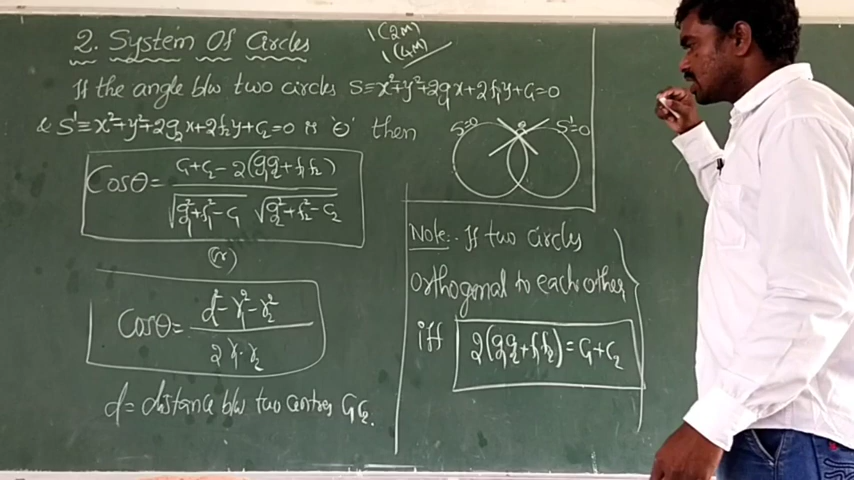 2. System Of Circles
1(2M)
1(4M)
If the angle b/w two circles S≡x²+y²+2g₁x+2f₁y+c₁=0
& S'≡x²+y²+2g₂x+2f₂y+c₂=0 is 'θ' then
S=0
S'=0
Cosθ = (c₁+c₂-2(g₁g₂+f₁f₂)) / (√(g₁²+f₁²-c₁) √(g₂²+f₂²-c₂))
(or)
Cosθ = (d²-r₁²-r₂²) / (2r₁.r₂)
d = distance b/w two centres C₁C₂.
Note:- If two circles
orthogonal to each other
iff 2(g₁g₂+f₁f₂)=c₁+c₂